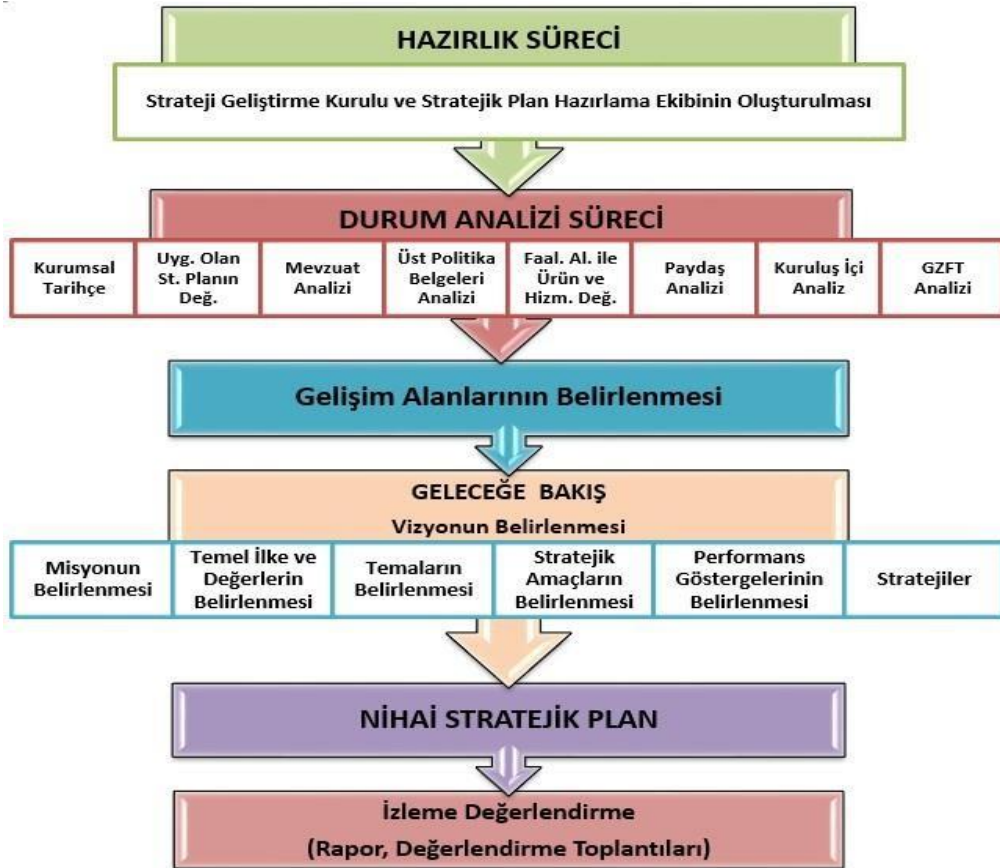 HAZIRLIK SÜRECİ
Strateji Geliştirme Kurulu ve Stratejik Plan Hazırlama Ekibinin Oluşturulması
DURUM ANALİZİ SÜRECİ
Kurumsal
Tarihçe
Uyg. Olan
St. Planın
Değ.
Mevzuat
Analizi
Üst Politika
Belgeleri
Analizi
Faal. Al. ile
Ürün ve
Hizm. Değ.
Paydaş
Analizi
Kuruluş İçi
Analiz
GZFT
Analizi
Gelişim Alanlarının Belirlenmesi
GELECEĞE BAKIŞ
Vizyonun Belirlenmesi
Misyonun
Belirlenmesi
Temel İlke ve
Değerlerin
Belirlenmesi
Temaların
Belirlenmesi
Stratejik
Amaçların
Belirlenmesi
Performans
Göstergelerinin
Belirlenmesi
Stratejiler
NİHAİ STRATEJİK PLAN
İzleme Değerlendirme
(Rapor, Değerlendirme Toplantıları)